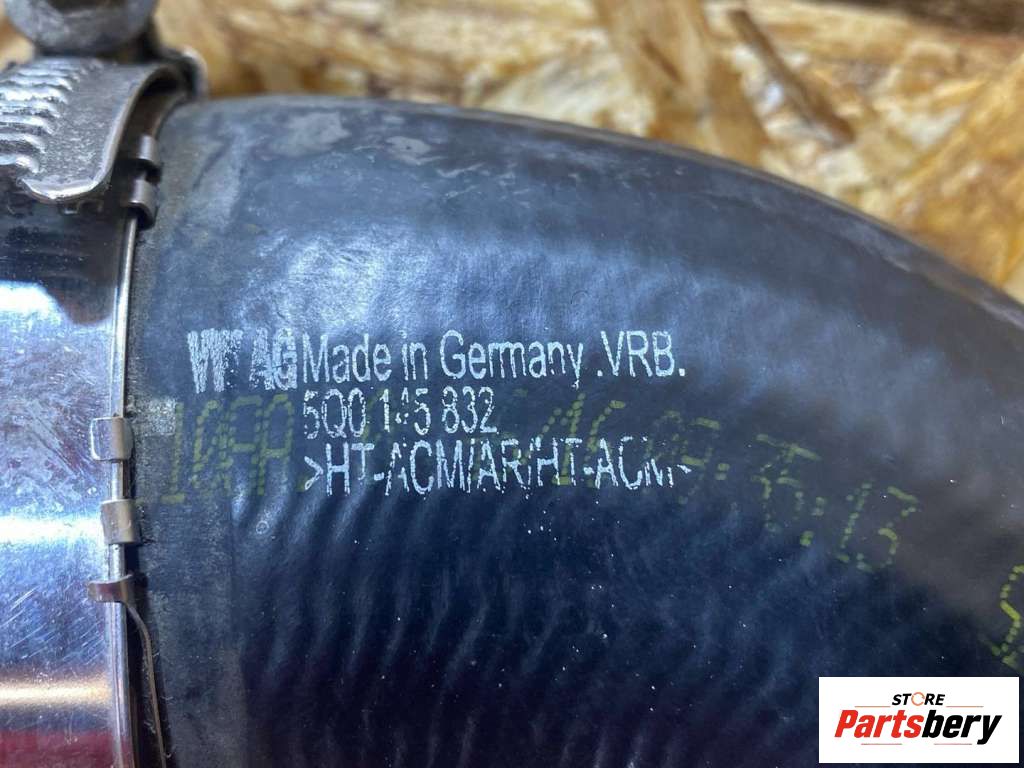 VW AG Made in Germany .VRB.
5Q0 145 832
>HT-ACM/AR/HT-ACM<
STORE
Partsbery